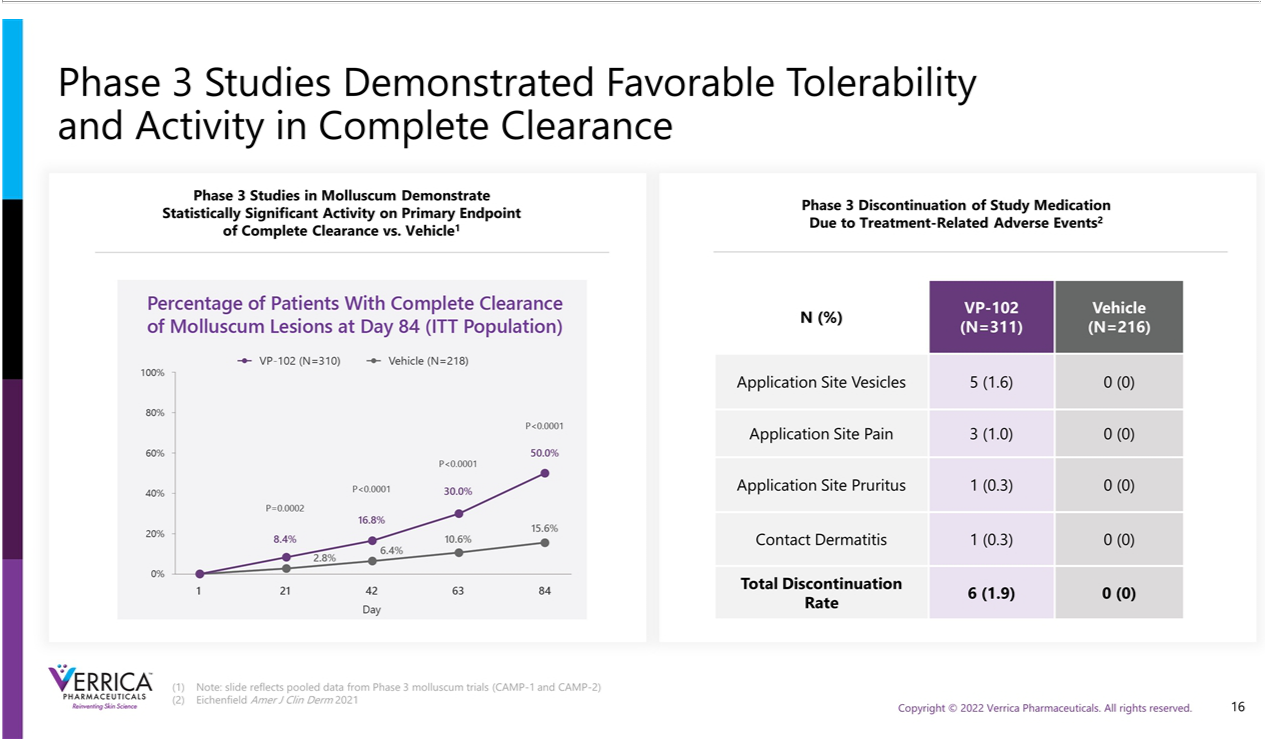 Phase 3 Studies Demonstrated Favorable Tolerability
and Activity in Complete Clearance
Phase 3 Studies in Molluscum Demonstrate
Statistically Significant Activity on Primary Endpoint
of Complete Clearance vs. Vehicle¹
Percentage of Patients With Complete Clearance
of Molluscum Lesions at Day 84 (ITT Population)
VP-102 (N=310) Vehicle (N=218)
100%
80%
60%
40%
20%
0%
P=0.0002
P<0.0001
P<0.0001
P<0.0001
8.4%
16.8%
30.0%
50.0%
2.8%
6.4%
10.6%
15.6%
1 21 42 63 84
Day
Phase 3 Discontinuation of Study Medication
Due to Treatment-Related Adverse Events²
N (%) VP-102 (N=311) Vehicle (N=216)
Application Site Vesicles 5 (1.6) 0 (0)
Application Site Pain 3 (1.0) 0 (0)
Application Site Pruritus 1 (0.3) 0 (0)
Contact Dermatitis 1 (0.3) 0 (0)
Total Discontinuation Rate 6 (1.9) 0 (0)
VERRICA™
PHARMACEUTICALS
Reinventing Skin Science
(1) Note: slide reflects pooled data from Phase 3 molluscum trials (CAMP-1 and CAMP-2)
(2) Eichenfield Amer J Clin Derm 2021
Copyright © 2022 Verrica Pharmaceuticals. All rights reserved. 16